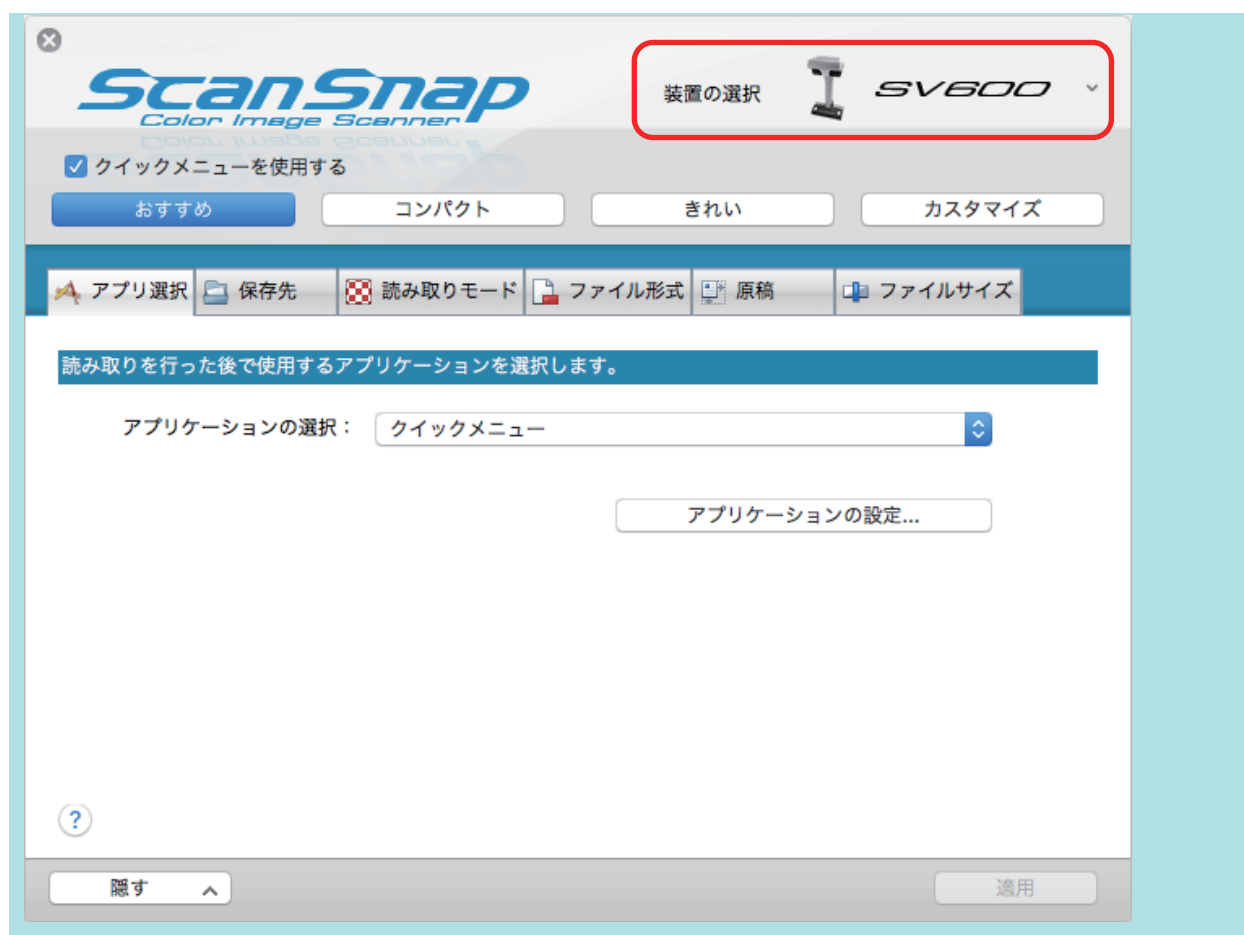 ScanSnap
Color Image Scanner
装置の選択 SV600
クイックメニューを使用する
おすすめ コンパクト きれい カスタマイズ
アプリ選択 保存先 読み取りモード ファイル形式 原稿 ファイルサイズ
読み取りを行った後で使用するアプリケーションを選択します。
アプリケーションの選択： クイックメニュー
アプリケーションの設定...
?
隠す 適用